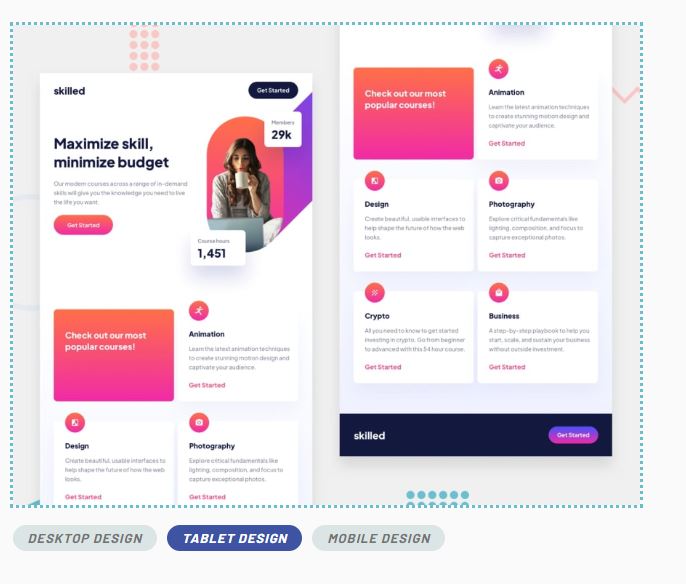 skilled
Get Started
Members
29k
Maximize skill,
minimize budget
Our modern courses across a range of in-demand
skills will give you the knowledge you need to live
the life you want.
Get Started
Course hours
1,451
Check out our most
popular courses!
Animation
Learn the latest animation techniques
to create stunning motion design and
captivate your audience.
Get Started
Design
Create beautiful, usable interfaces to
help shape the future of how the web
looks.
Get Started
Photography
Explore critical fundamentals like
lighting, composition, and focus to
capture exceptional photos.
Get Started
Check out our most
popular courses!
Animation
Learn the latest animation techniques
to create stunning motion design and
captivate your audience.
Get Started
Design
Create beautiful, usable interfaces to
help shape the future of how the web
looks.
Get Started
Photography
Explore critical fundamentals like
lighting, composition, and focus to
capture exceptional photos.
Get Started
Crypto
All you need to know to get started
investing in crypto. Go from beginner
to advanced with this 54 hour course.
Get Started
Business
A step-by-step playbook to help you
start, scale, and sustain your business
without outside investment.
Get Started
skilled
Get Started
DESKTOP DESIGN
TABLET DESIGN
MOBILE DESIGN